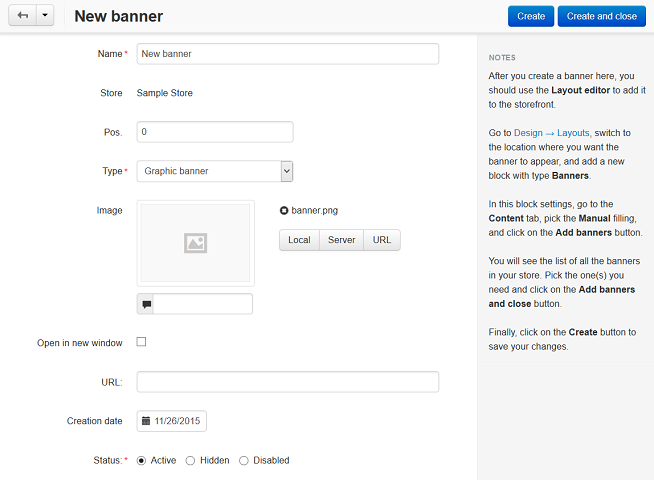 New banner
Create
Create and close
Name *
New banner
Store
Sample Store
Pos.
0
Type *
Graphic banner
Image
banner.png
Local
Server
URL
Open in new window
URL:
Creation date
11/26/2015
Status: *
Active
Hidden
Disabled
NOTES
After you create a banner here, you
should use the Layout editor to add it
to the storefront.
Go to Design → Layouts, switch to
the location where you want the
banner to appear, and add a new
block with type Banners.
In this block settings, go to the
Content tab, pick the Manual filling,
and click on the Add banners button.
You will see the list of all the banners
in your store. Pick the one(s) you
need and click on the Add banners
and close button.
Finally, click on the Create button to
save your changes.